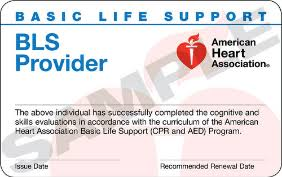 BASIC LIFE SUPPORT
BLS
Provider
American
Heart
Association®
SAMPLE
The above individual has successfully completed the cognitive and
skills evaluations in accordance with the curriculum of the American
Heart Association Basic Life Support (CPR and AED) Program.
Issue Date
Recommended Renewal Date